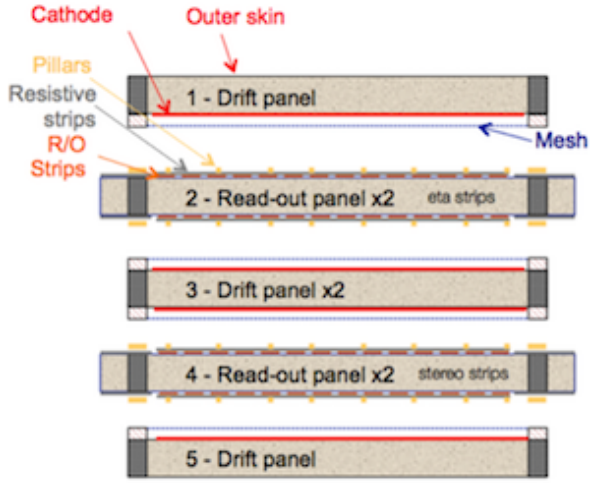 Cathode
Outer skin
Pillars
Resistive
strips
R/O
Strips
1 - Drift panel
Mesh
2 - Read-out panel x2
eta strips
3 - Drift panel x2
4 - Read-out panel x2
stereo strips
5 - Drift panel